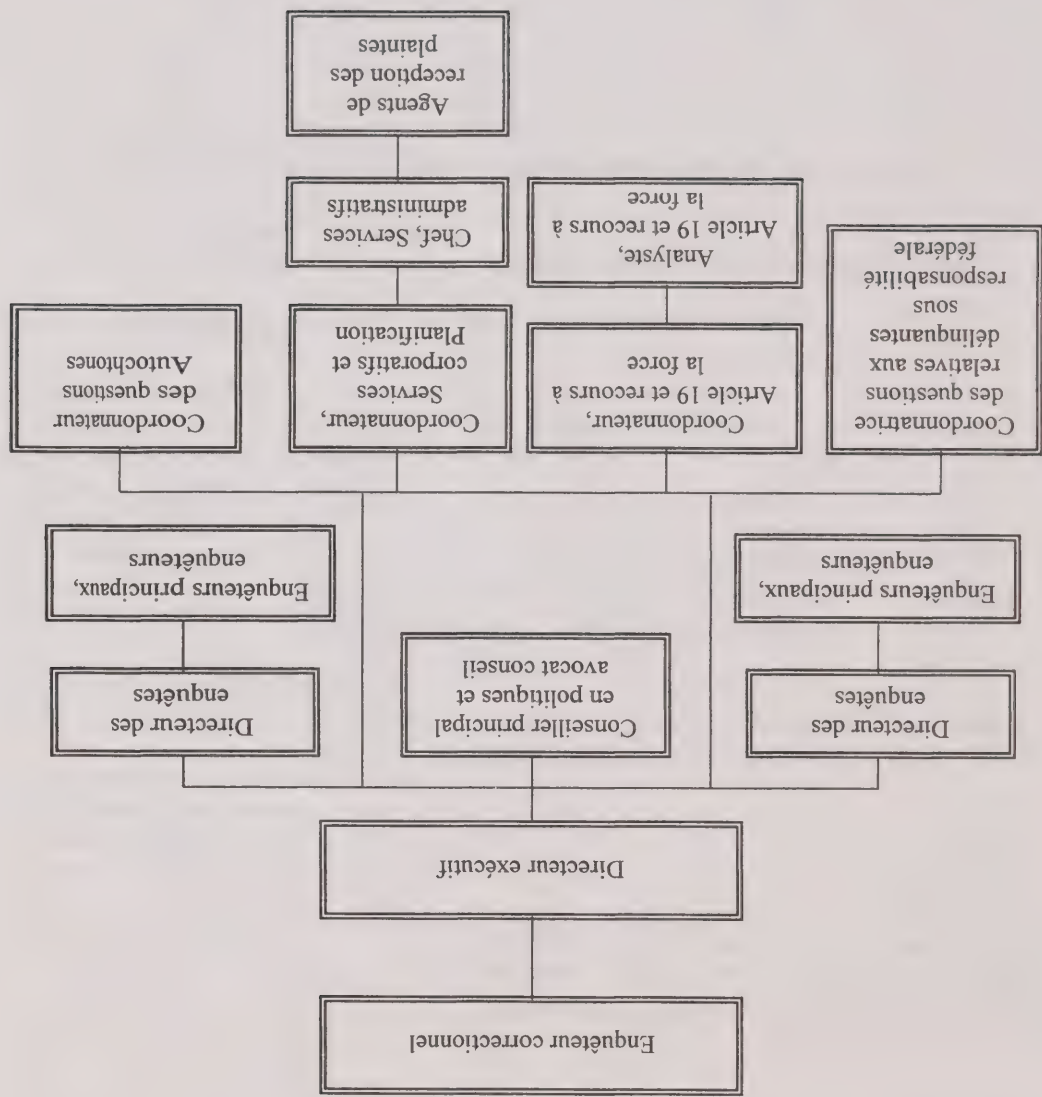 Enquêteur correctionnel
Directeur exécutif
Directeur des
enquêtes
Conseiller principal
en politiques et
avocat conseil
Directeur des
enquêtes
Enquêteurs principaux,
enquêteurs
Enquêteurs principaux,
enquêteurs
Coordonnatrice
des questions
relatives aux
délinquantes
sous
responsabilité
fédérale
Coordonnateur,
Article 19 et recours à
la force
Coordonnateur,
Services
corporatifs et
Planification
Coordonnateur
des questions
Autochtones
Analyste,
Article 19 et recours à
la force
Chef, Services
administratifs
Agents de
reception des
plaintes